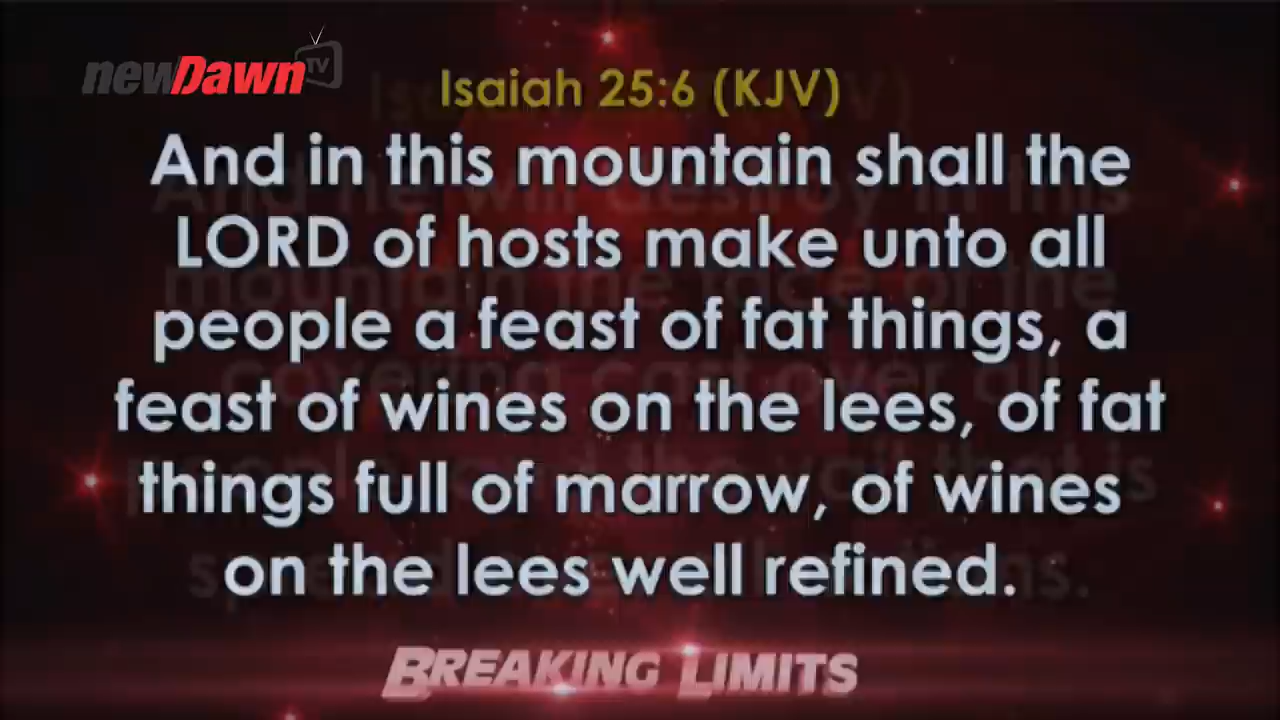 newDawn TV
Isaiah 25:6 (KJV)
And in this mountain shall the
LORD of hosts make unto all
people a feast of fat things, a
feast of wines on the lees, of fat
things full of marrow, of wines
on the lees well refined.
BREAKING LIMITS